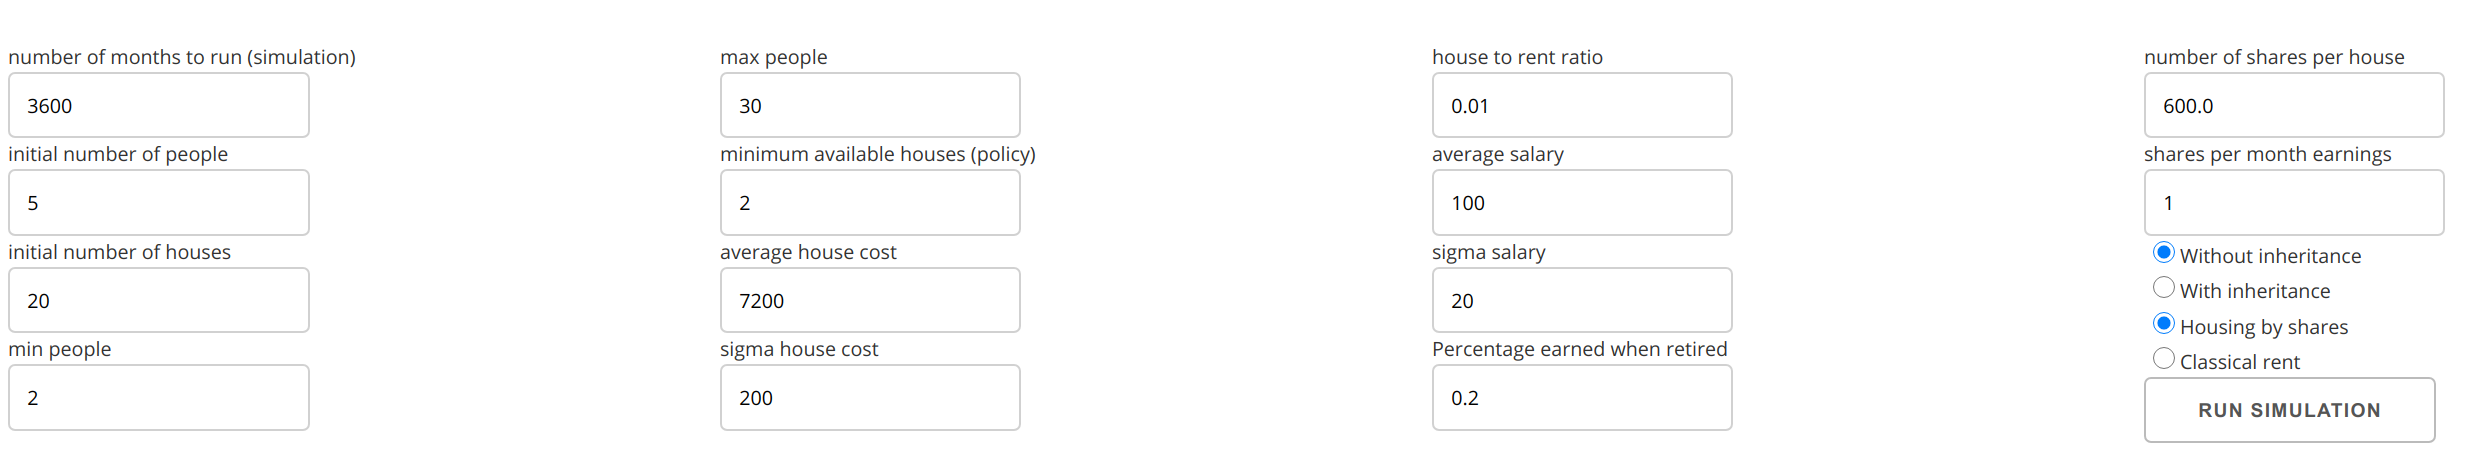 number of months to run (simulation)
3600
initial number of people
5
initial number of houses
20
min people
2
max people
30
minimum available houses (policy)
2
average house cost
7200
sigma house cost
200
house to rent ratio
0.01
average salary
100
sigma salary
20
Percentage earned when retired
0.2
number of shares per house
600.0
shares per month earnings
1
Without inheritance
With inheritance
Housing by shares
Classical rent
RUN SIMULATION